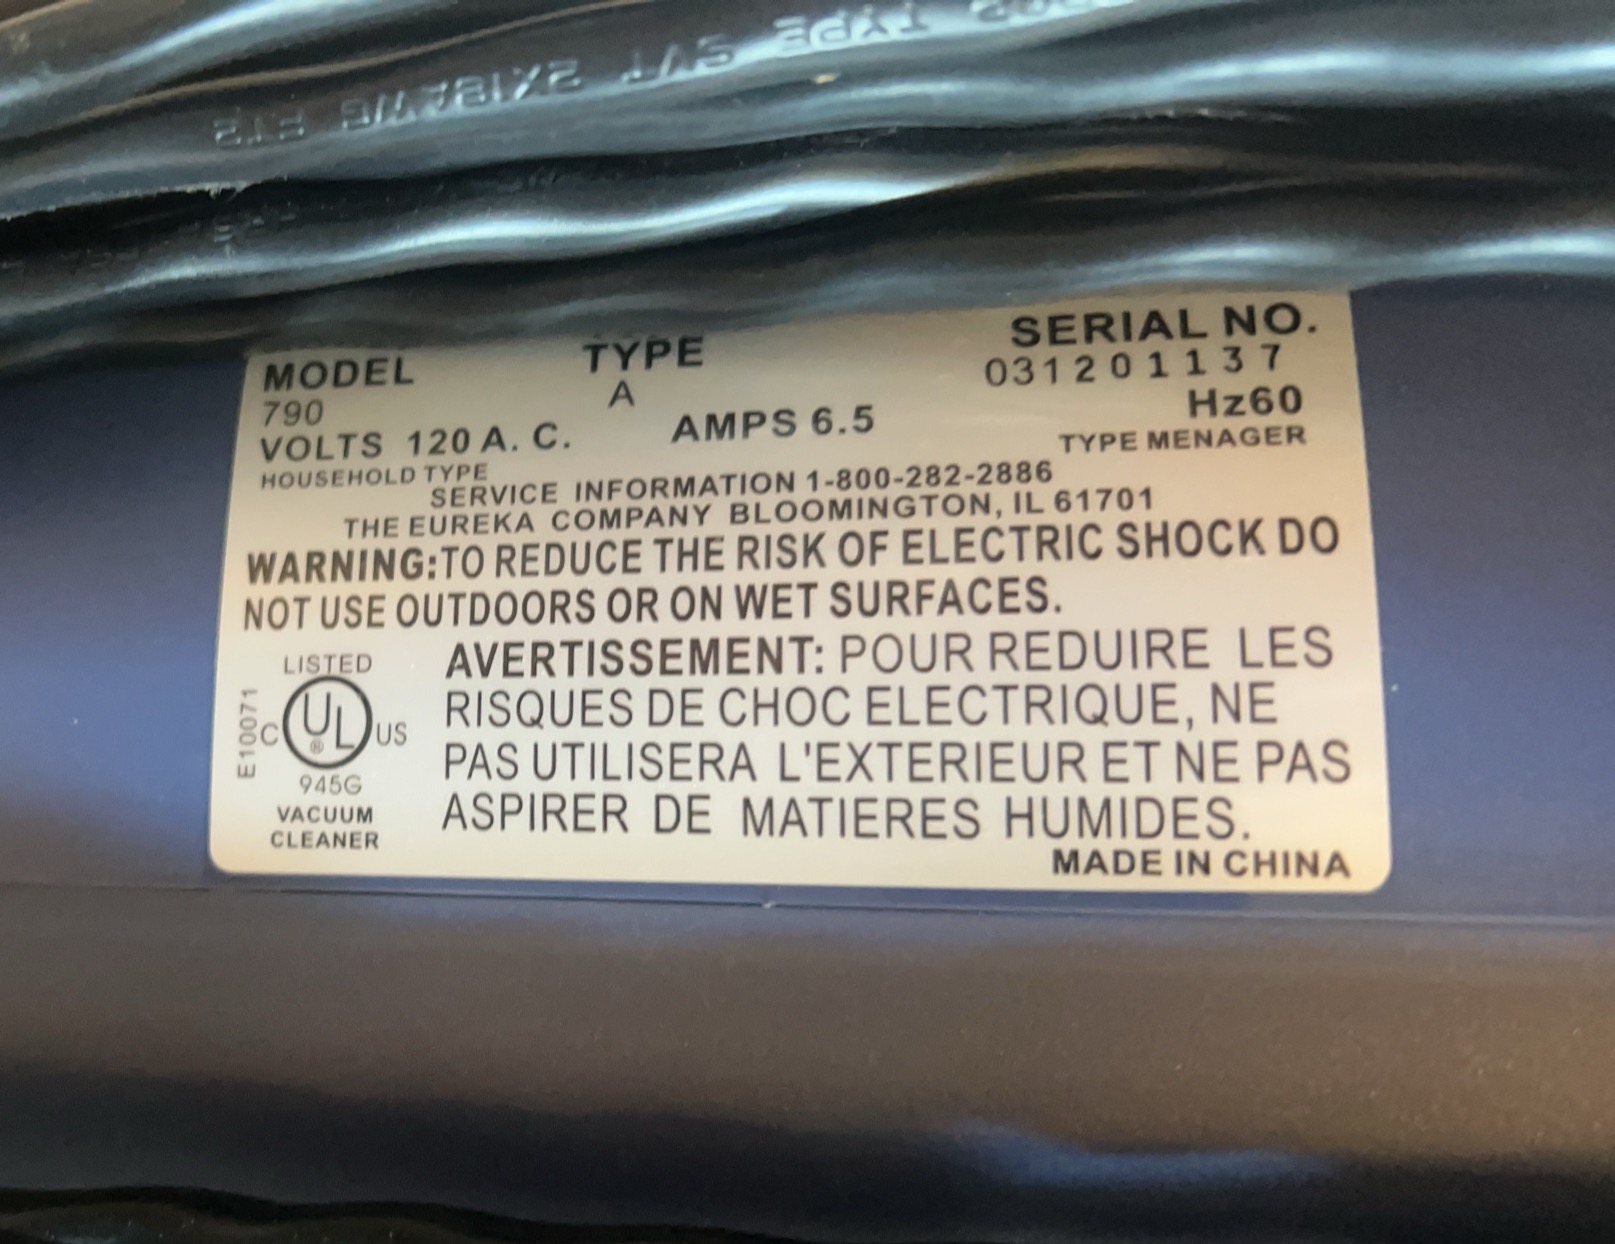 TYPE SVT 2X18AWG
MODEL TYPE SERIAL NO.
790 A 031201137
VOLTS 120 A. C. AMPS 6.5 Hz60
HOUSEHOLD TYPE TYPE MENAGER
SERVICE INFORMATION 1-800-282-2886
THE EUREKA COMPANY BLOOMINGTON, IL 61701
WARNING:TO REDUCE THE RISK OF ELECTRIC SHOCK DO
NOT USE OUTDOORS OR ON WET SURFACES.
LISTED
E10071
C UL US
®
945G
VACUUM
CLEANER
AVERTISSEMENT: POUR REDUIRE LES
RISQUES DE CHOC ELECTRIQUE, NE
PAS UTILISERA L'EXTERIEUR ET NE PAS
ASPIRER DE MATIERES HUMIDES.
MADE IN CHINA